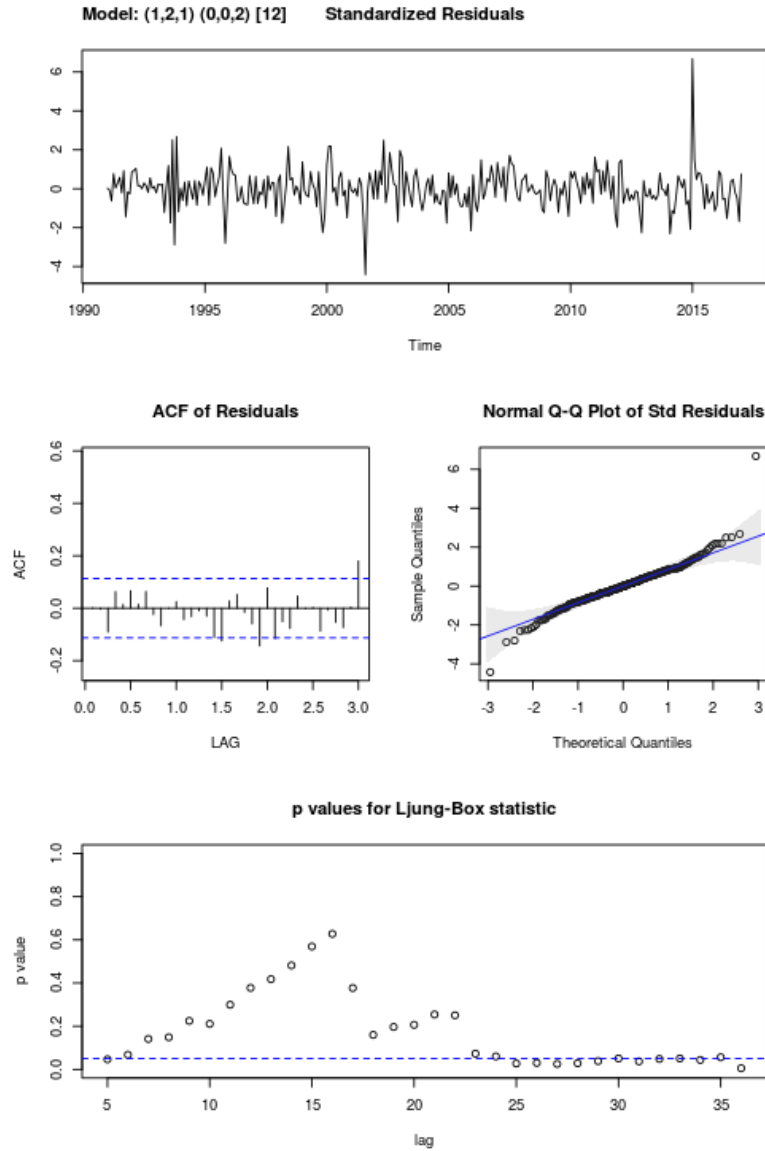 Model: (1,2,1) (0,0,2) [12] Standardized Residuals
6
4
2
0
-2
-4
1990 1995 2000 2005 2010 2015
Time
ACF of Residuals
ACF
0.6
0.4
0.2
0.0
-0.2
0.0 0.5 1.0 1.5 2.0 2.5 3.0
LAG
Normal Q-Q Plot of Std Residuals
Sample Quantiles
6
4
2
0
-2
-4
-3 -2 -1 0 1 2 3
Theoretical Quantiles
p values for Ljung-Box statistic
p value
1.0
0.8
0.6
0.4
0.2
0.0
5 10 15 20 25 30 35
lag